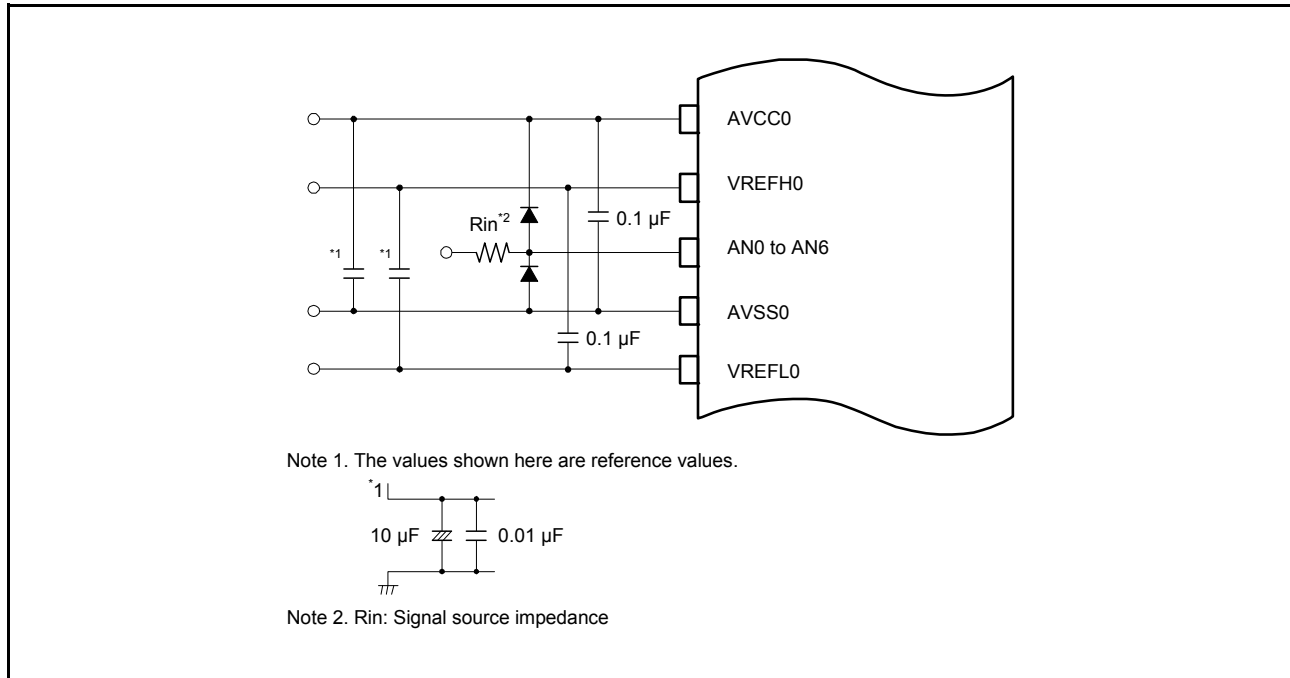 AVCC0
VREFH0
Rin*2
0.1 µF
*1 *1
AN0 to AN6
AVSS0
0.1 µF
VREFL0
Note 1. The values shown here are reference values.
*1
10 µF 0.01 µF
Note 2. Rin: Signal source impedance